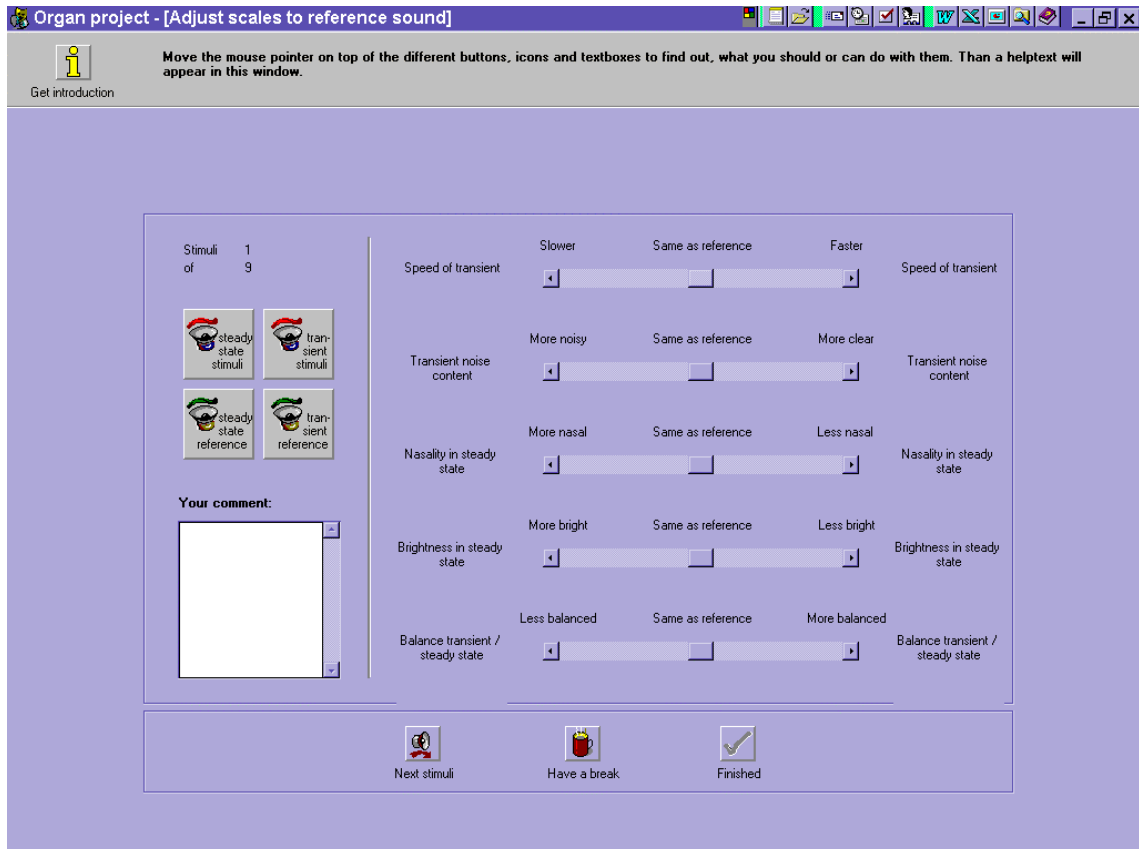 Organ project - [Adjust scales to reference sound]
Move the mouse pointer on top of the different buttons, icons and textboxes to find out, what you should or can do with them. Than a helptext will
appear in this window.
Get introduction
Stimuli 1
of 9
steady
state
stimuli
tran-
sient
stimuli
steady
state
reference
tran-
sient
reference
Your comment:
Slower Same as reference Faster
Speed of transient Speed of transient
More noisy Same as reference More clear
Transient noise
content
Transient noise
content
More nasal Same as reference Less nasal
Nasality in steady
state
Nasality in steady
state
More bright Same as reference Less bright
Brightness in steady
state
Brightness in steady
state
Less balanced Same as reference More balanced
Balance transient /
steady state
Balance transient /
steady state
Next stimuli Have a break Finished